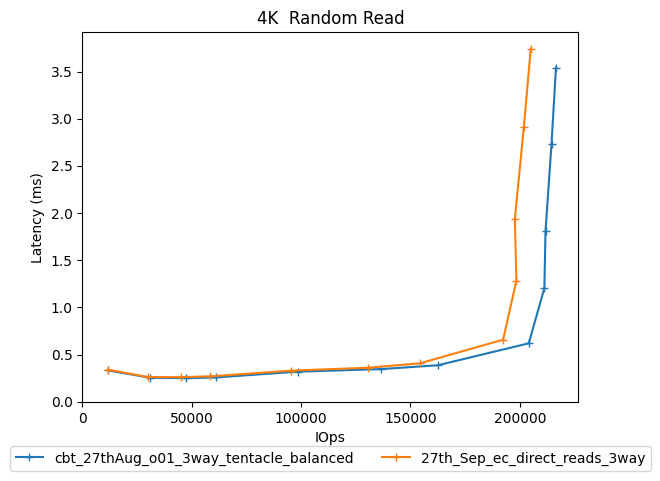 4K  Random Read
Latency (ms)
3.5
3.0
2.5
2.0
1.5
1.0
0.5
0.0
0 50000 100000 150000 200000
IOps
cbt_27thAug_o01_3way_tentacle_balanced 27th_Sep_ec_direct_reads_3way